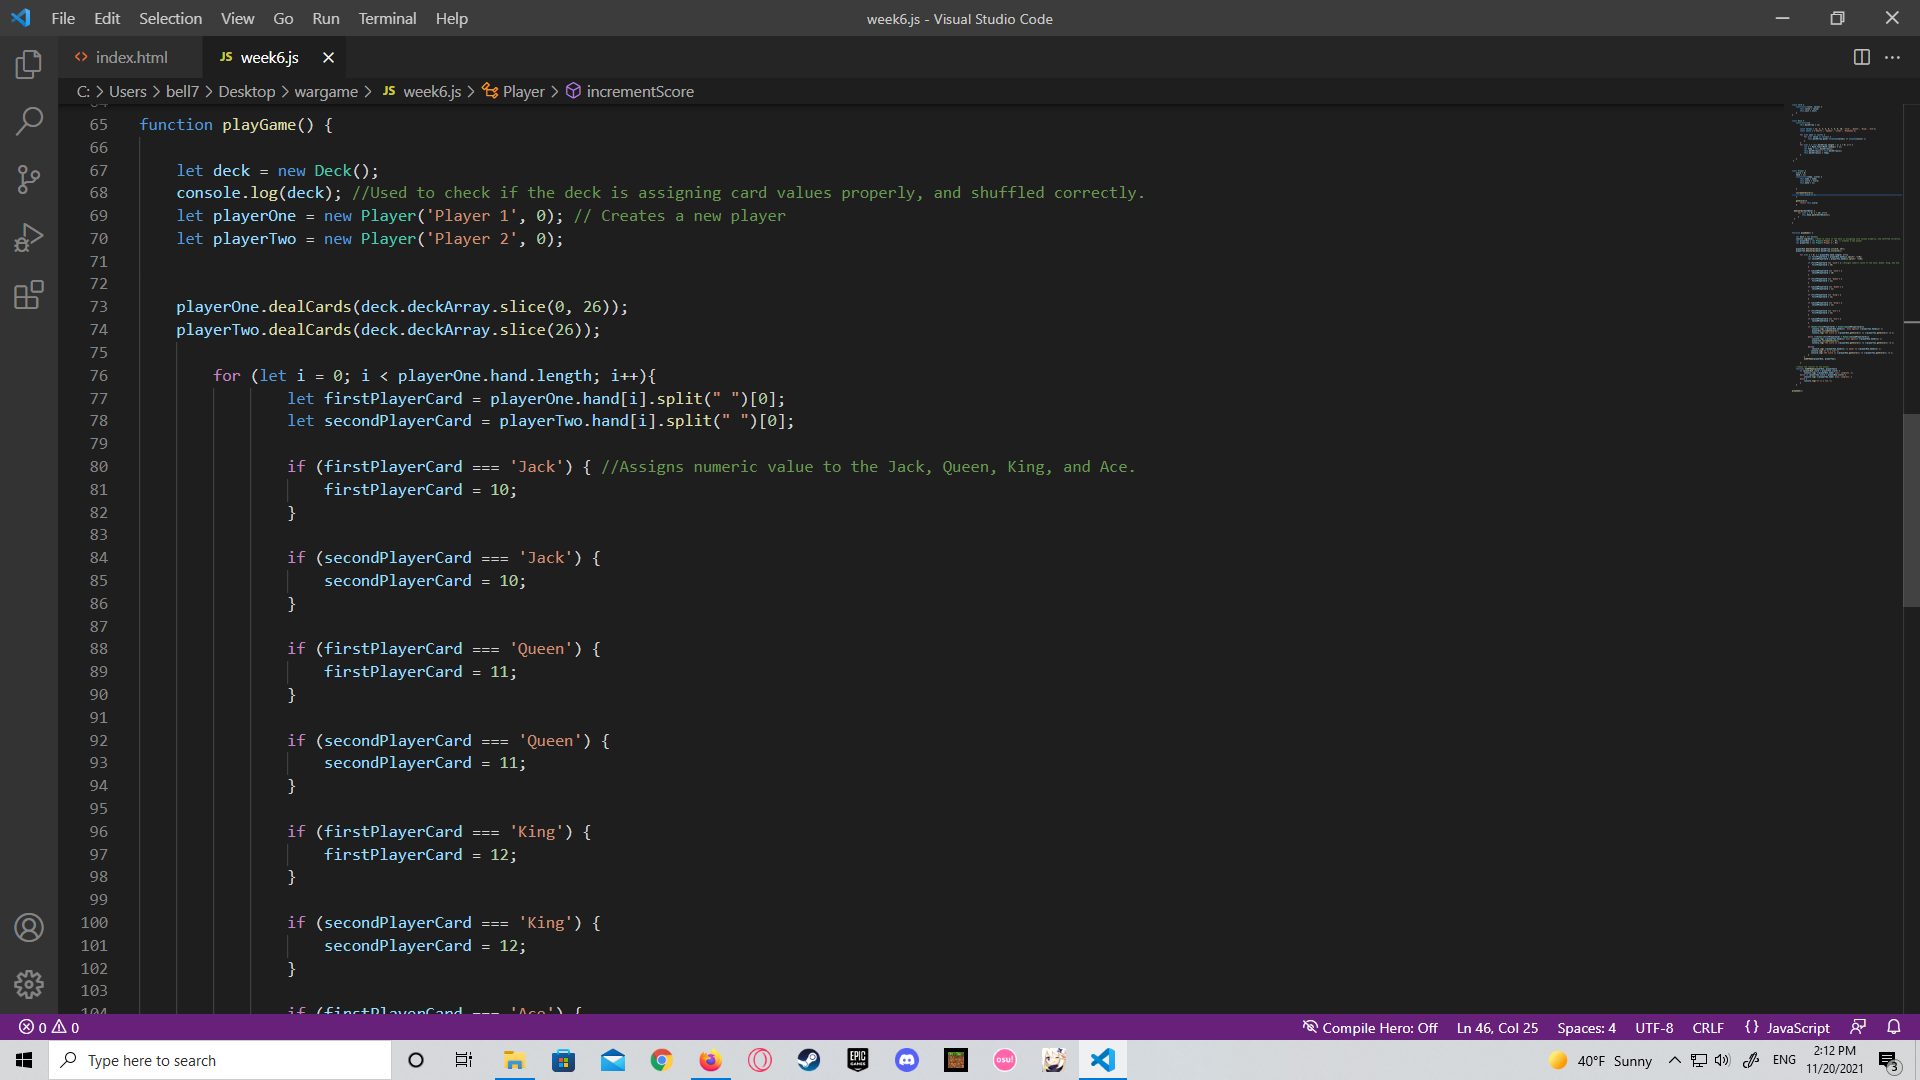 File Edit Selection View Go Run Terminal Help
week6.js - Visual Studio Code
<> index.html JS week6.js
C: > Users > bell7 > Desktop > wargame > JS week6.js > Player > incrementScore
65 function playGame() {
66
67 let deck = new Deck();
68 console.log(deck); //Used to check if the deck is assigning card values properly, and shuffled correctly.
69 let playerOne = new Player('Player 1', 0); // Creates a new player
70 let playerTwo = new Player('Player 2', 0);
71
72
73 playerOne.dealCards(deck.deckArray.slice(0, 26));
74 playerTwo.dealCards(deck.deckArray.slice(26));
75
76 for (let i = 0; i < playerOne.hand.length; i++){
77 let firstPlayerCard = playerOne.hand[i].split(" ")[0];
78 let secondPlayerCard = playerTwo.hand[i].split(" ")[0];
79
80 if (firstPlayerCard === 'Jack') { //Assigns numeric value to the Jack, Queen, King, and Ace.
81 firstPlayerCard = 10;
82 }
83
84 if (secondPlayerCard === 'Jack') {
85 secondPlayerCard = 10;
86 }
87
88 if (firstPlayerCard === 'Queen') {
89 firstPlayerCard = 11;
90 }
91
92 if (secondPlayerCard === 'Queen') {
93 secondPlayerCard = 11;
94 }
95
96 if (firstPlayerCard === 'King') {
97 firstPlayerCard = 12;
98 }
99
100 if (secondPlayerCard === 'King') {
101 secondPlayerCard = 12;
102 }
103
104 if (firstPlayerCard === 'Ace') {
0 0
Compile Hero: Off Ln 46, Col 25 Spaces: 4 UTF-8 CRLF {} JavaScript
Type here to search
EPIC GAMES
osu!
40°F Sunny
ENG
2:12 PM
11/20/2021
3